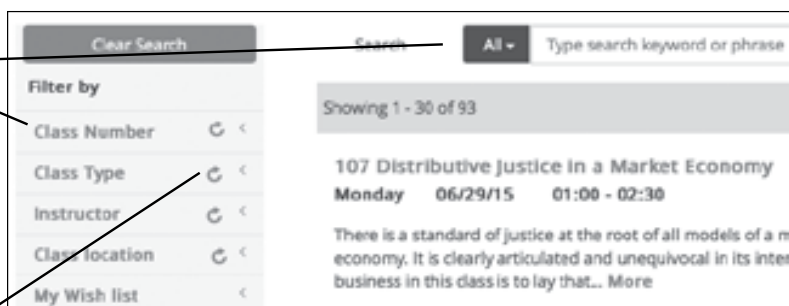 Clear Search
Filter by
Class Number
Class Type
Instructor
Class location
My Wish list
Search
All
Type search keyword or phrase
Showing 1 - 30 of 93
107 Distributive Justice in a Market Economy
Monday 06/29/15 01:00 - 02:30
There is a standard of justice at the root of all models of a
economy. It is clearly articulated and unequivocal in its
business in this class is to lay that... More